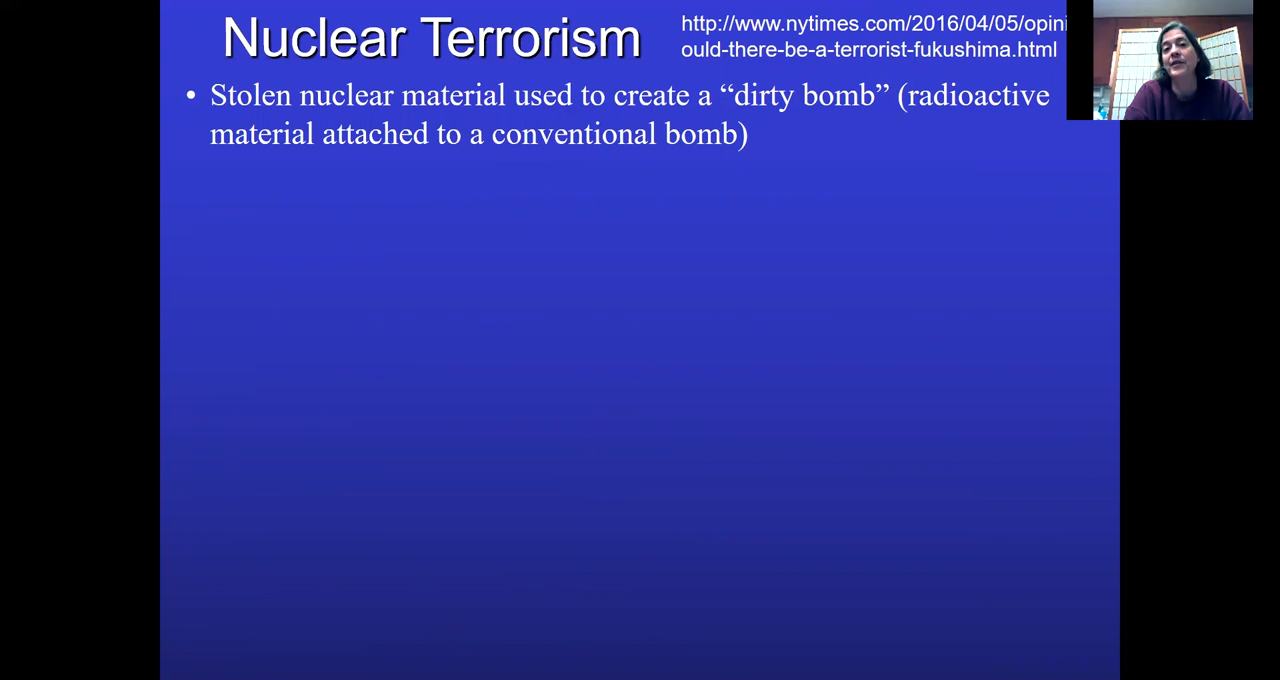 Nuclear Terrorism
http://www.nytimes.com/2016/04/05/opini
ould-there-be-a-terrorist-fukushima.html
• Stolen nuclear material used to create a “dirty bomb” (radioactive
material attached to a conventional bomb)